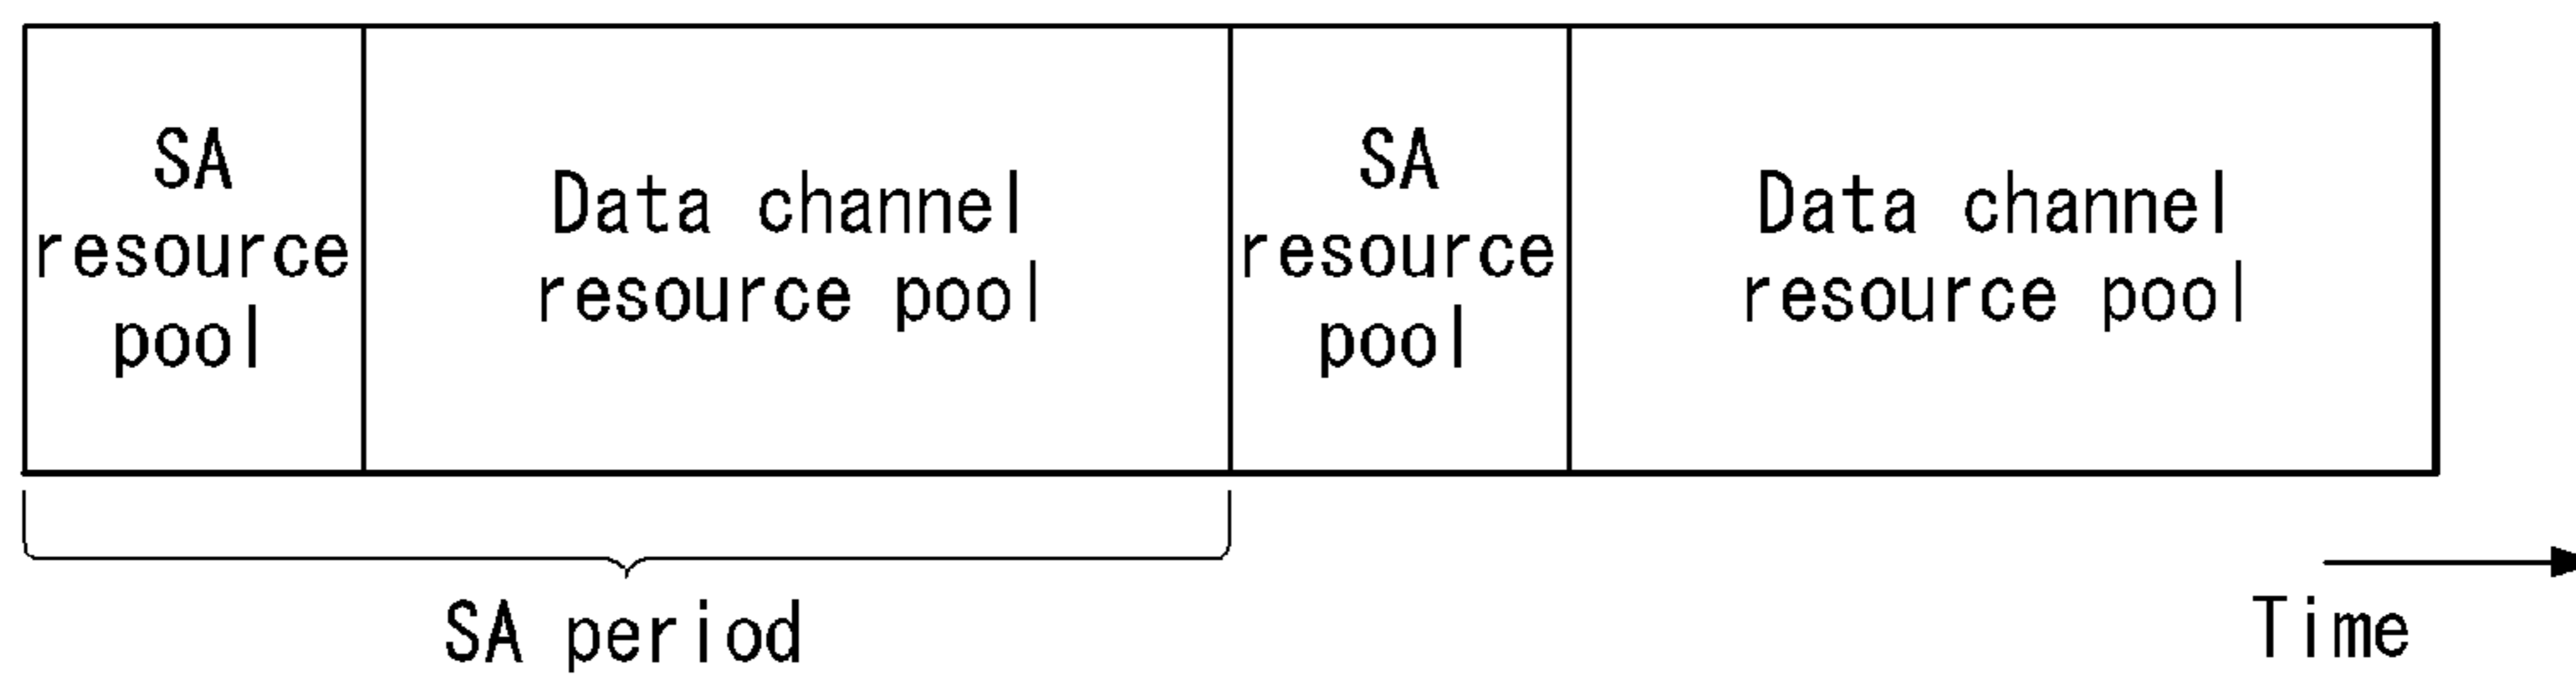 SA
resource
pool
Data channel
resource pool
SA
resource
pool
Data channel
resource pool
SA period
Time